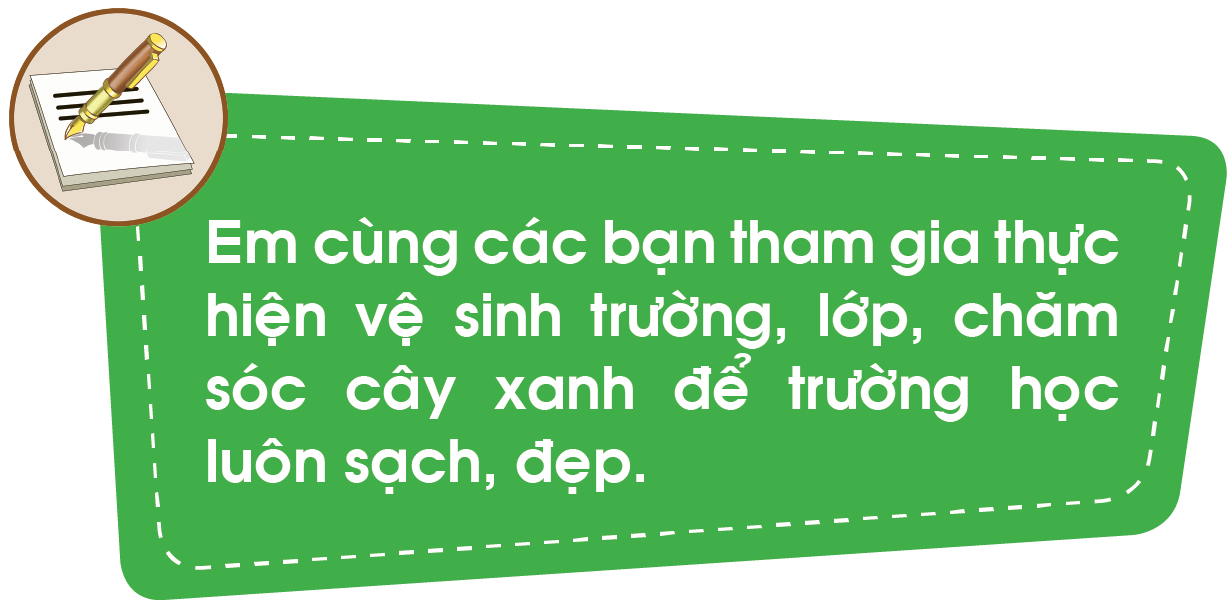 Em cùng các bạn tham gia thực
hiện vệ sinh trường, lớp, chăm
sóc cây xanh để trường học
luôn sạch, đẹp.